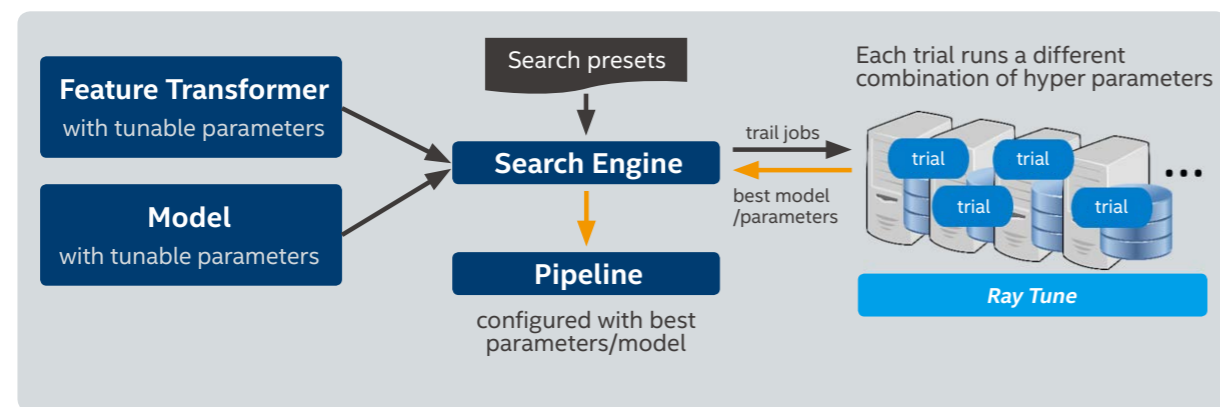 Feature Transformer
with tunable parameters
Model
with tunable parameters
Search presets
Search Engine
Pipeline
configured with best
parameters/model
trail jobs
best model
/parameters
Each trial runs a different
combination of hyper parameters
trial
trial
trial
trial
...
Ray Tune